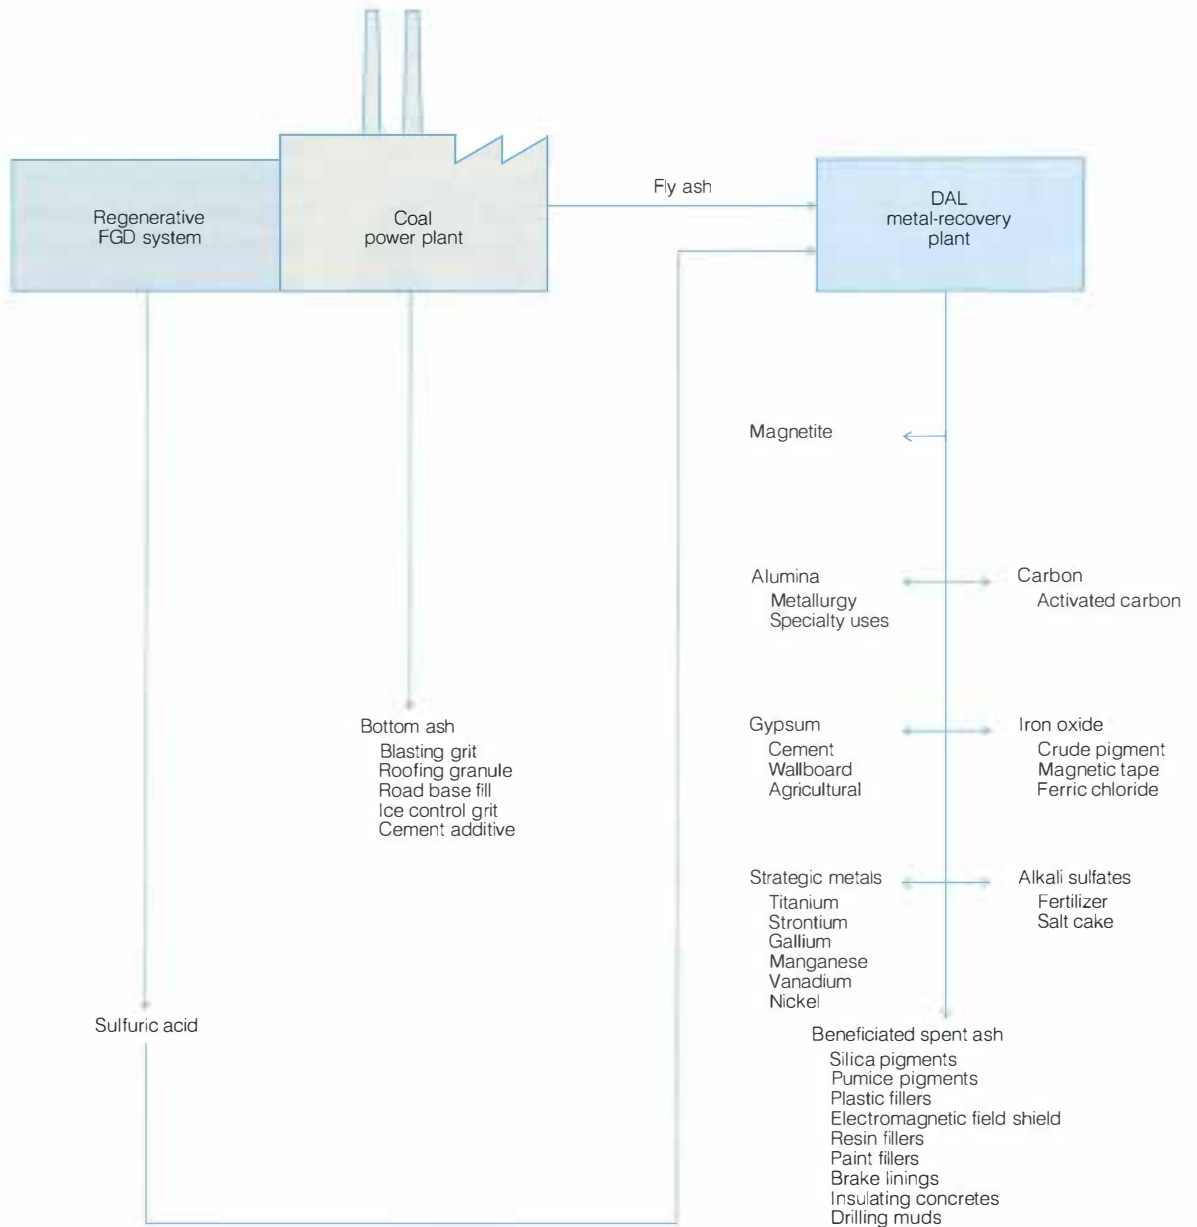 Regenerative
FGD system
Coal
power plant
Fly ash
DAL
metal-recovery
plant
Magnetite
Alumina
Metallurgy
Specialty uses
Carbon
Activated carbon
Bottom ash
Blasting grit
Roofing granule
Road base fill
Ice control grit
Cement additive
Gypsum
Cement
Wallboard
Agricultural
Iron oxide
Crude pigment
Magnetic tape
Ferric chloride
Strategic metals
Titanium
Strontium
Gallium
Manganese
Vanadium
Nickel
Alkali sulfates
Fertilizer
Salt cake
Sulfuric acid
Beneficiated spent ash
Silica pigments
Pumice pigments
Plastic fillers
Electromagnetic field shield
Resin fillers
Paint fillers
Brake linings
Insulating concretes
Drilling muds